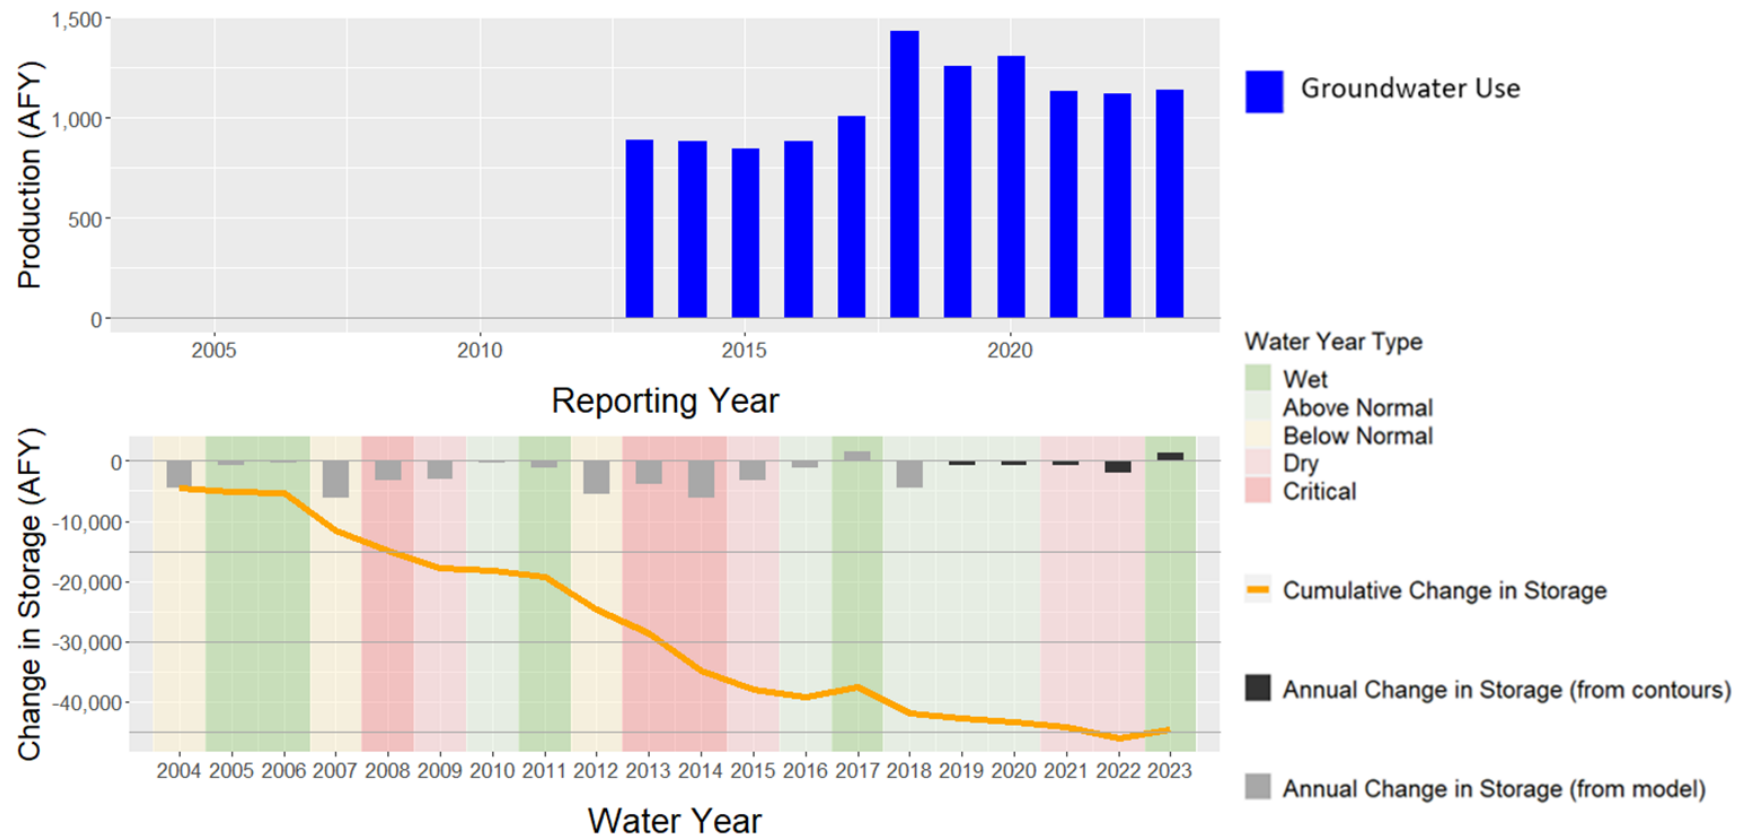 Production (AFY)
1,500
1,000
500
0
2005 2010 2015 2020
Reporting Year
Groundwater Use
Water Year Type
Wet
Above Normal
Below Normal
Dry
Critical
Change in Storage (AFY)
0
-10,000
-20,000
-30,000
-40,000
2004 2005 2006 2007 2008 2009 2010 2011 2012 2013 2014 2015 2016 2017 2018 2019 2020 2021 2022 2023
Water Year
Cumulative Change in Storage
Annual Change in Storage (from contours)
Annual Change in Storage (from model)